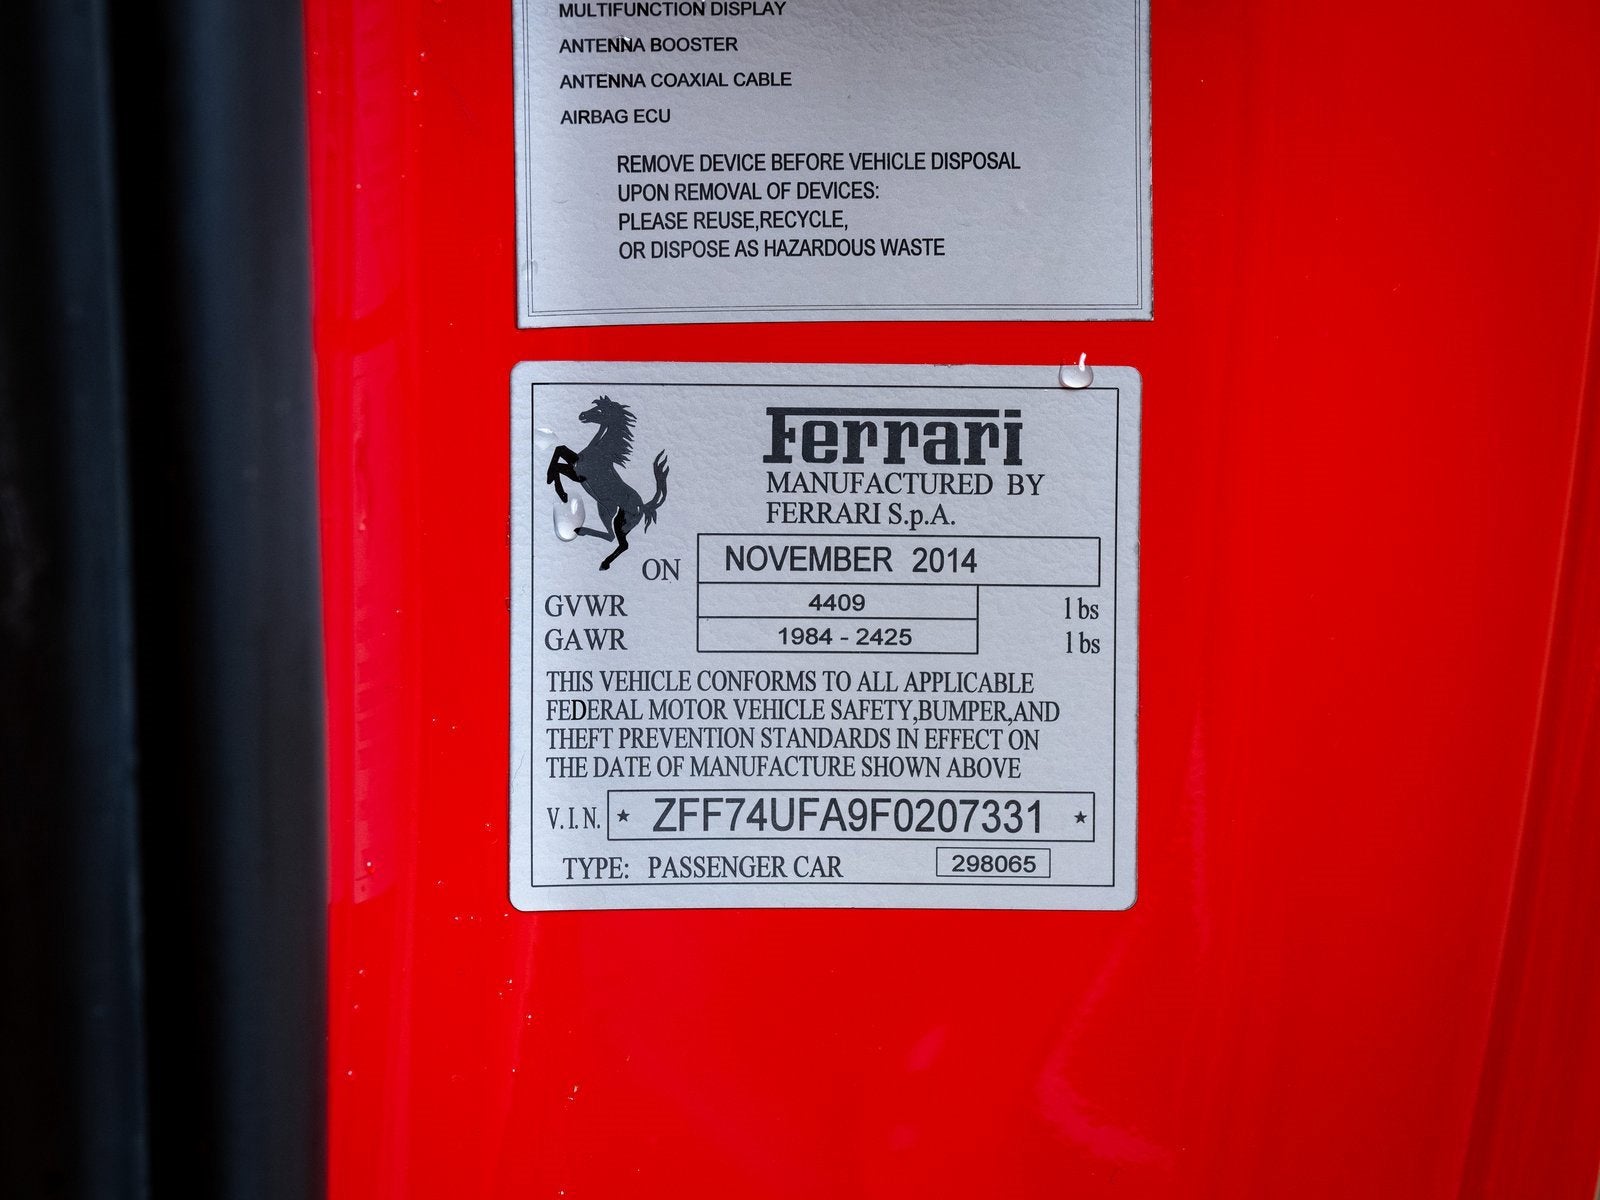 MULTIFUNCTION DISPLAY
ANTENNA BOOSTER
ANTENNA COAXIAL CABLE
AIRBAG ECU
REMOVE DEVICE BEFORE VEHICLE DISPOSAL
UPON REMOVAL OF DEVICES:
PLEASE REUSE,RECYCLE,
OR DISPOSE AS HAZARDOUS WASTE
Ferrari
MANUFACTURED BY
FERRARI S.p.A.
ON NOVEMBER 2014
GVWR 4409 lbs
GAWR 1984 - 2425 lbs
THIS VEHICLE CONFORMS TO ALL APPLICABLE
FEDERAL MOTOR VEHICLE SAFETY,BUMPER,AND
THEFT PREVENTION STANDARDS IN EFFECT ON
THE DATE OF MANUFACTURE SHOWN ABOVE
V.I.N. ★ ZFF74UFA9F0207331 ★
TYPE: PASSENGER CAR 298065